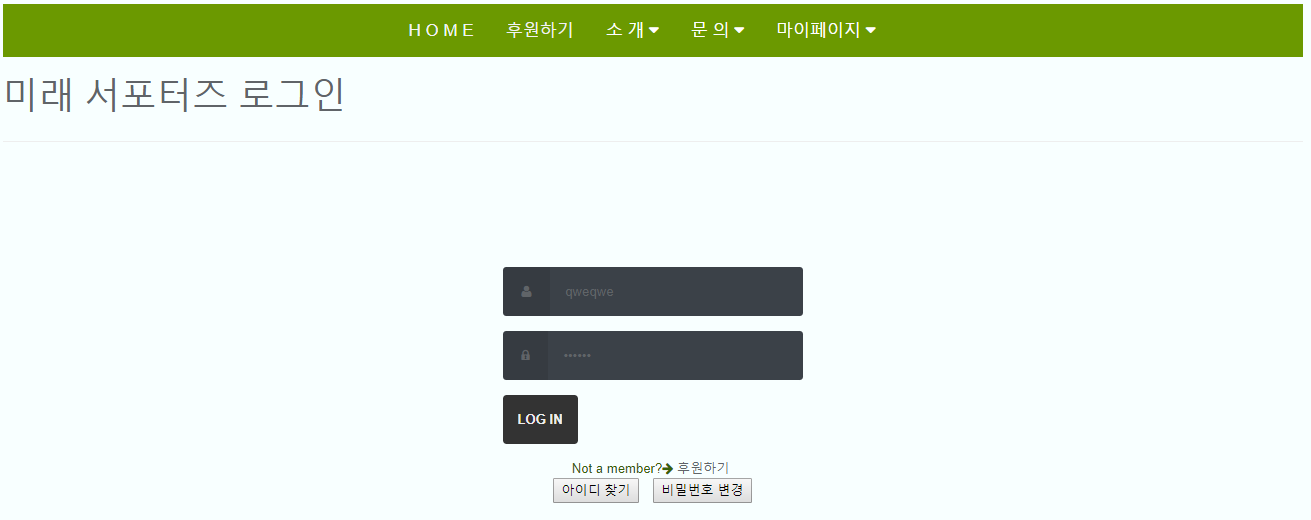 H O M E 후원하기 소 개 문 의 마이페이지
미래 서포터즈 로그인
qweqwe
••••••
LOG IN
Not a member? 후원하기
아이디 찾기 비밀번호 변경